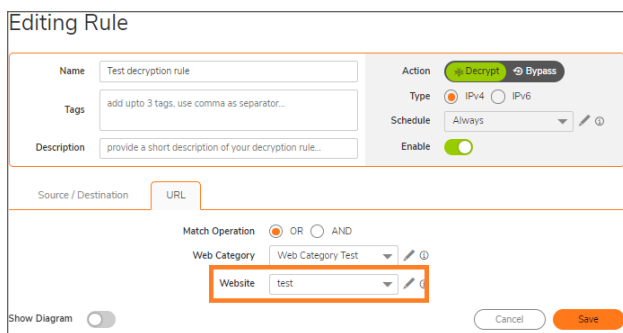 Editing Rule
Name Test decryption rule
Tags add upto 3 tags, use comma as separator...
Description provide a short description of your decryption rule...
Action Decrypt Bypass
Type IPv4 IPv6
Schedule Always
Enable
Source / Destination URL
Match Operation OR AND
Web Category Web Category Test
Website test
Show Diagram Cancel Save